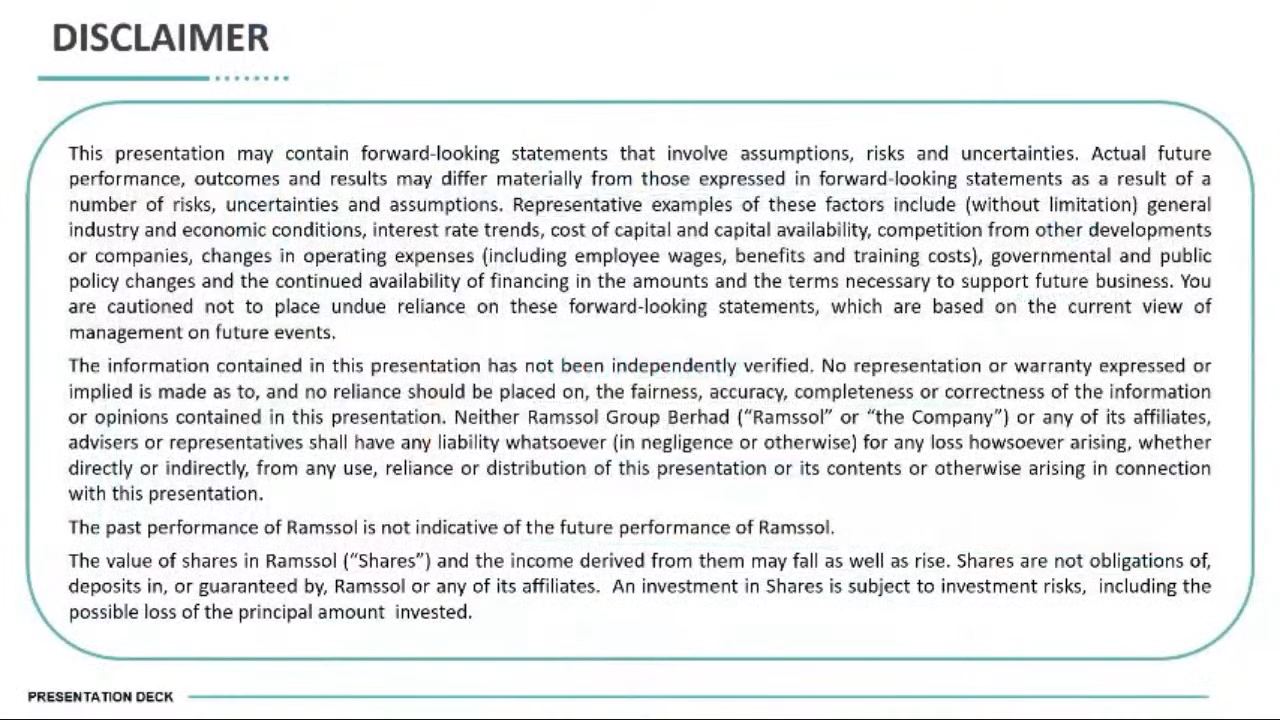 DISCLAIMER
This presentation may contain forward-looking statements that involve assumptions, risks and uncertainties. Actual future
performance, outcomes and results may differ materially from those expressed in forward-looking statements as a result of a
number of risks, uncertainties and assumptions. Representative examples of these factors include (without limitation) general
industry and economic conditions, interest rate trends, cost of capital and capital availability, competition from other developments
or companies, changes in operating expenses (including employee wages, benefits and training costs), governmental and public
policy changes and the continued availability of financing in the amounts and the terms necessary to support future business. You
are cautioned not to place undue reliance on these forward-looking statements, which are based on the current view of
management on future events.
The information contained in this presentation has not been independently verified. No representation or warranty expressed or
implied is made as to, and no reliance should be placed on, the fairness, accuracy, completeness or correctness of the information
or opinions contained in this presentation. Neither Ramssol Group Berhad (“Ramssol” or “the Company”) or any of its affiliates,
advisers or representatives shall have any liability whatsoever (in negligence or otherwise) for any loss howsoever arising, whether
directly or indirectly, from any use, reliance or distribution of this presentation or its contents or otherwise arising in connection
with this presentation.
The past performance of Ramssol is not indicative of the future performance of Ramssol.
The value of shares in Ramssol (“Shares”) and the income derived from them may fall as well as rise. Shares are not obligations of,
deposits in, or guaranteed by, Ramssol or any of its affiliates. An investment in Shares is subject to investment risks, including the
possible loss of the principal amount invested.
PRESENTATION DECK